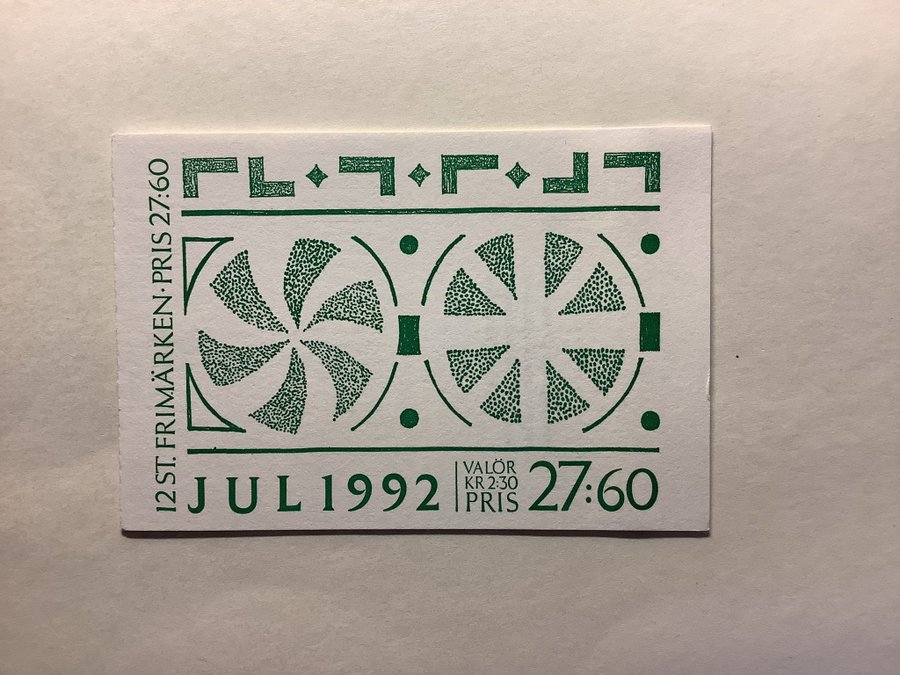 12 ST. FRIMÄRKEN · PRIS 27:60
JUL 1992
VALÖR
KR 2:30
PRIS
27:60